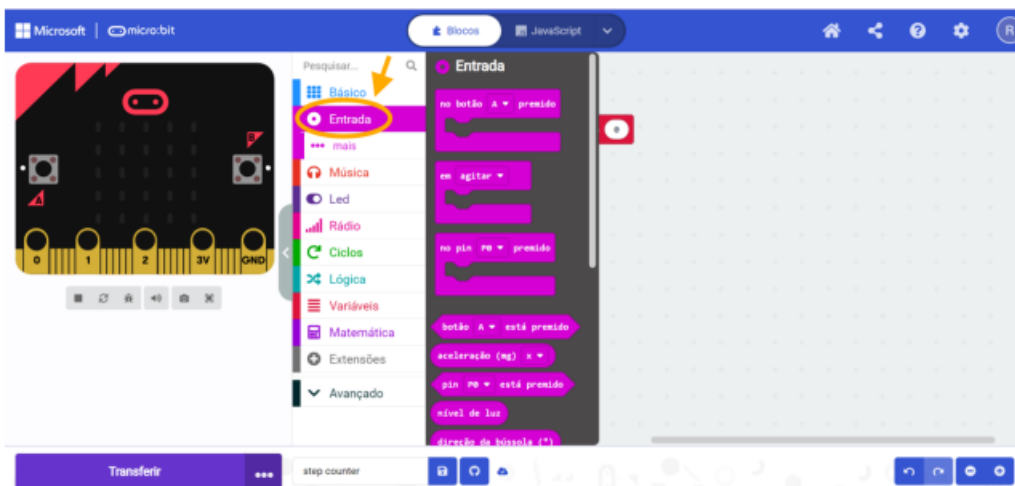 Microsoft | micro:bit
Blocos
JavaScript
R
Pesquisar...
Básico
Entrada
mais
Música
Led
Rádio
Ciclos
Lógica
Variáveis
Matemática
Extensões
Avançado
Entrada
no botão A premido
em agitar
no pin P0 premido
botão A está premido
aceleração (mg) x
pin P0 está premido
nível de luz
direção da bússola (°)
0
A
B
0 1 2 3V GND
Transferir
step counter